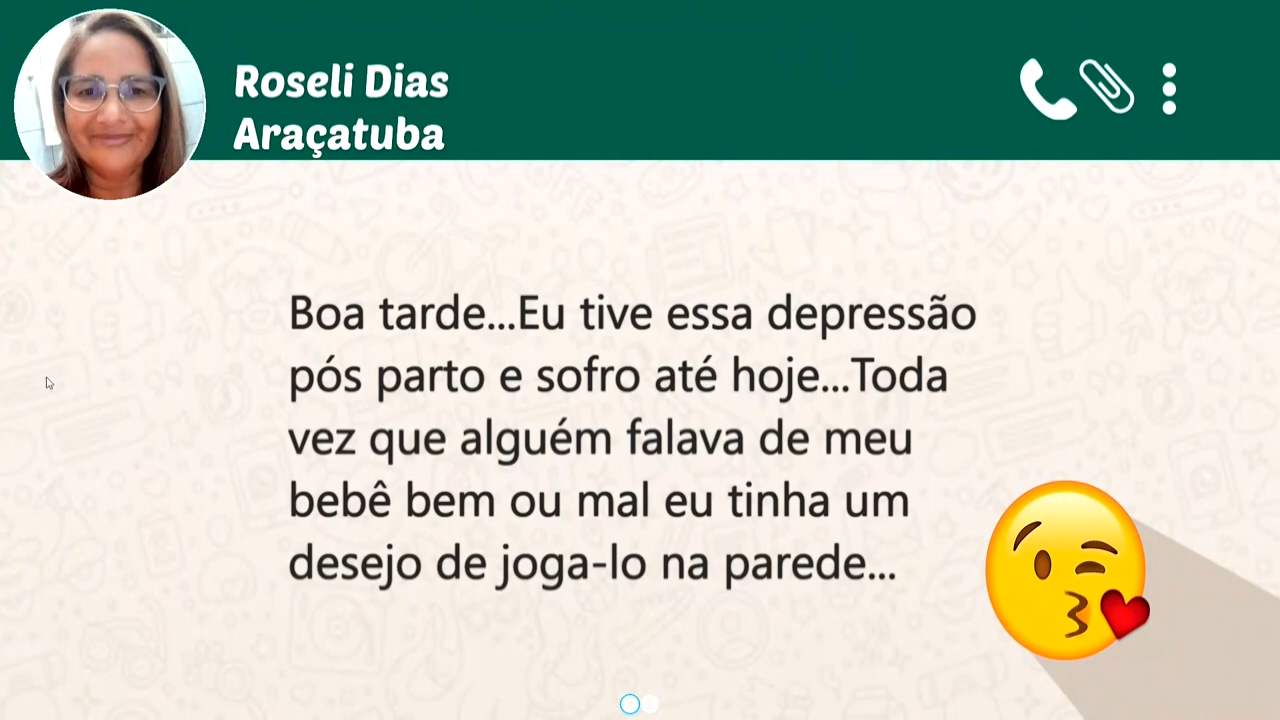 Roseli Dias
Araçatuba
Boa tarde...Eu tive essa depressão
pós parto e sofro até hoje...Toda
vez que alguém falava de meu
bebê bem ou mal eu tinha um
desejo de joga-lo na parede...